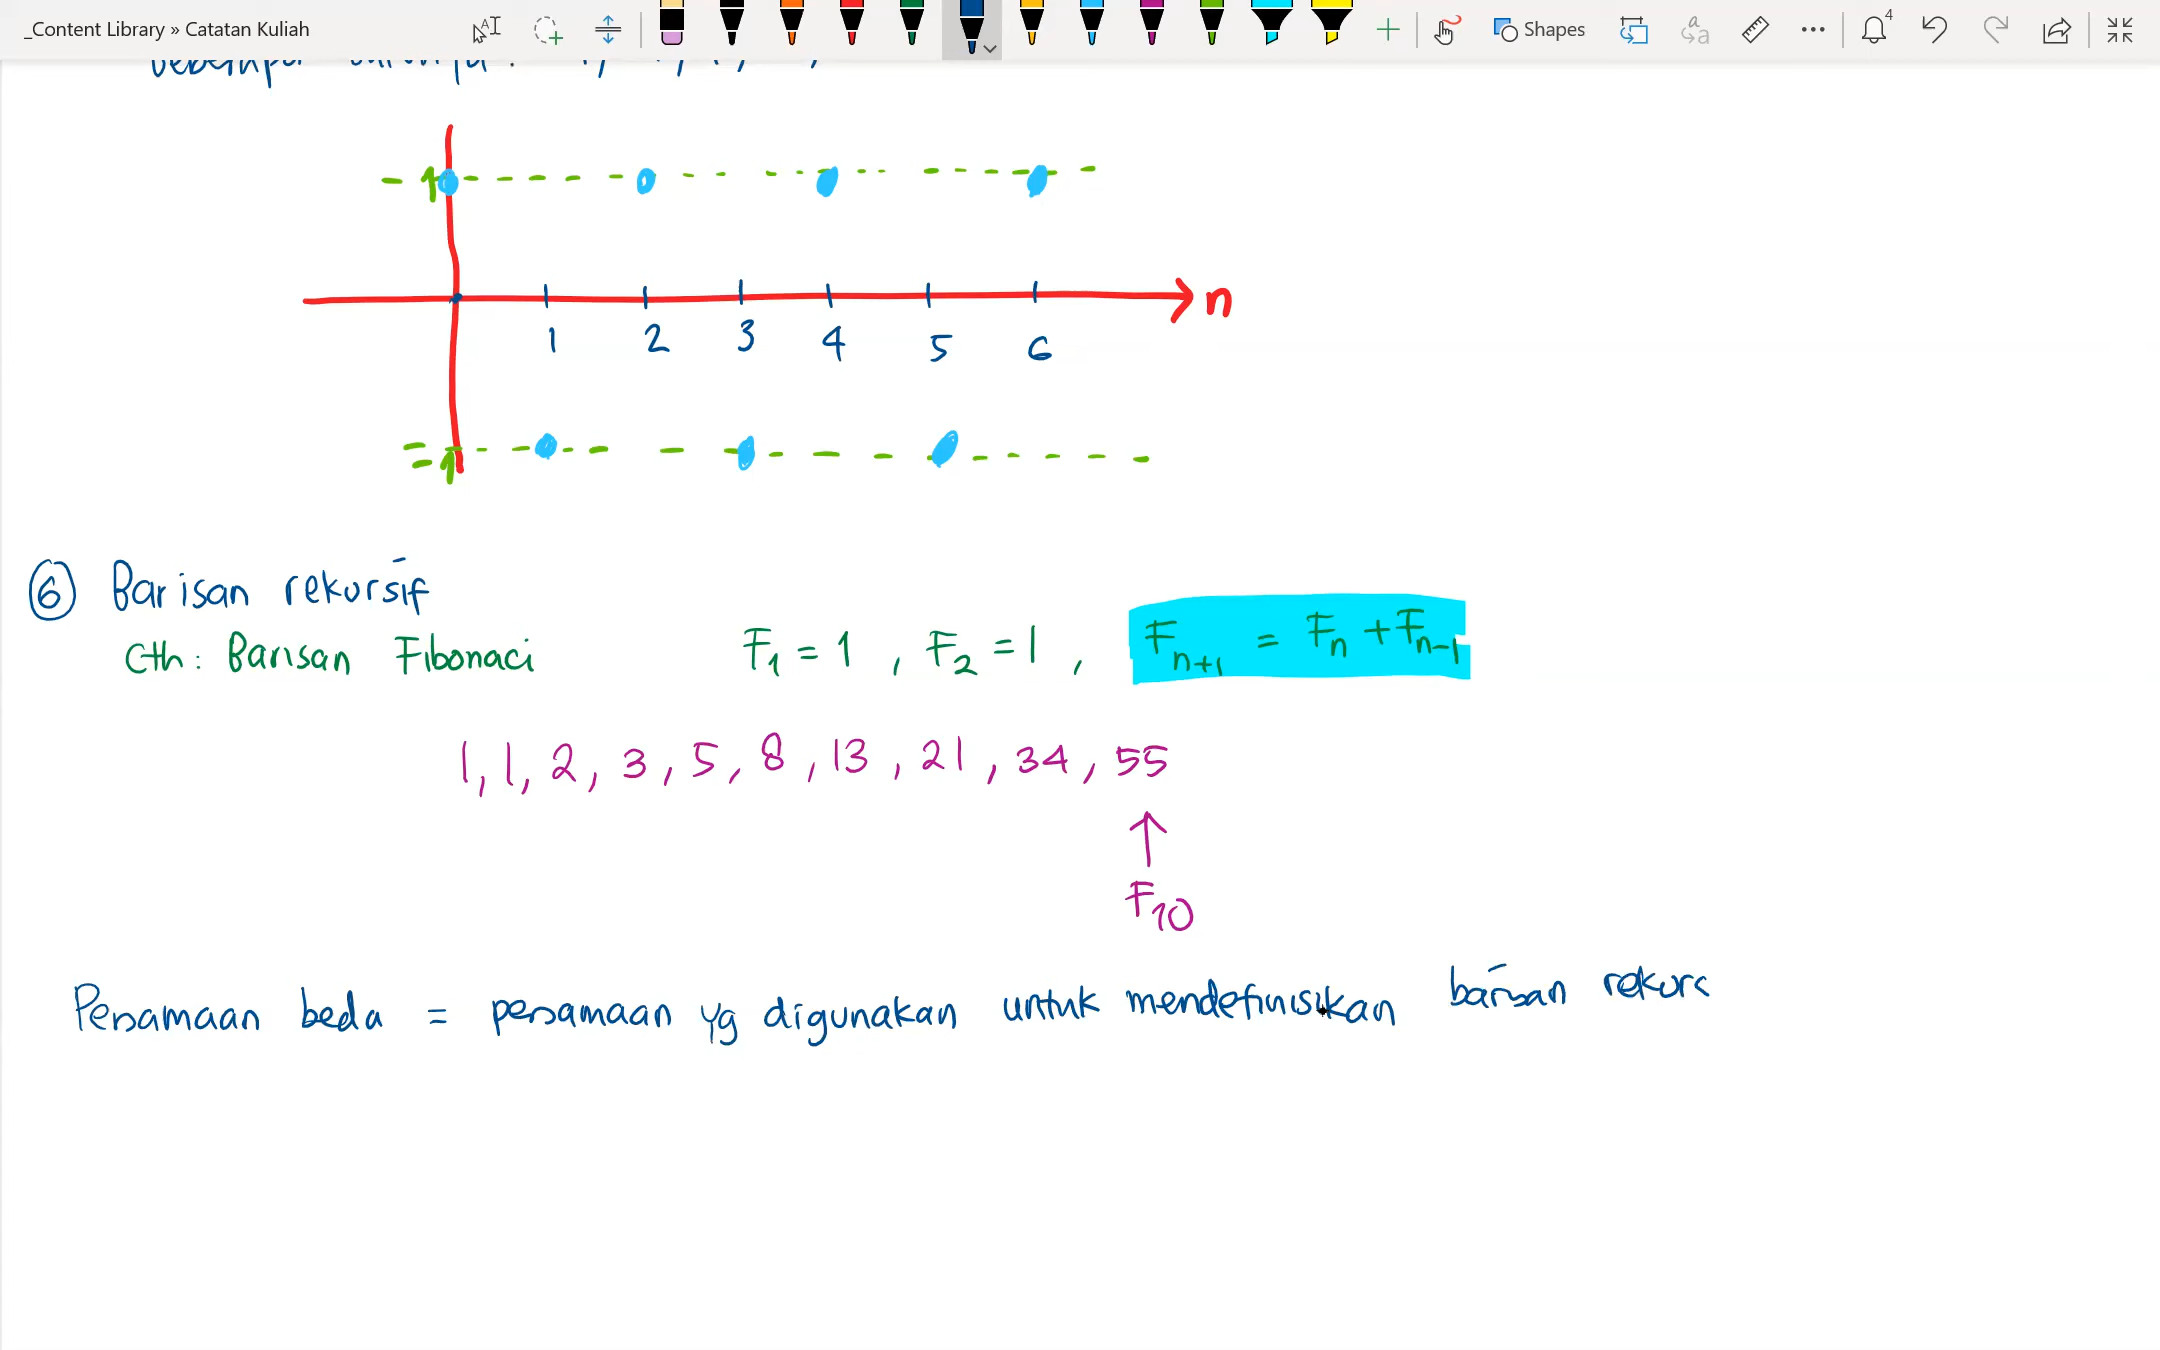 _Content Library » Catatan Kuliah
Shapes
4
1
n
1 2 3 4 5 6
-1
⑥ Barisan rekursif
Cth: Barisan Fibonaci F₁ = 1 , F₂ = 1 , Fₙ₊₁ = Fₙ + Fₙ₋₁
1, 1, 2, 3, 5, 8, 13, 21, 34, 55
↑
F₁₀
Persamaan beda = persamaan yg digunakan untuk mendefinisikan barisan rekurs